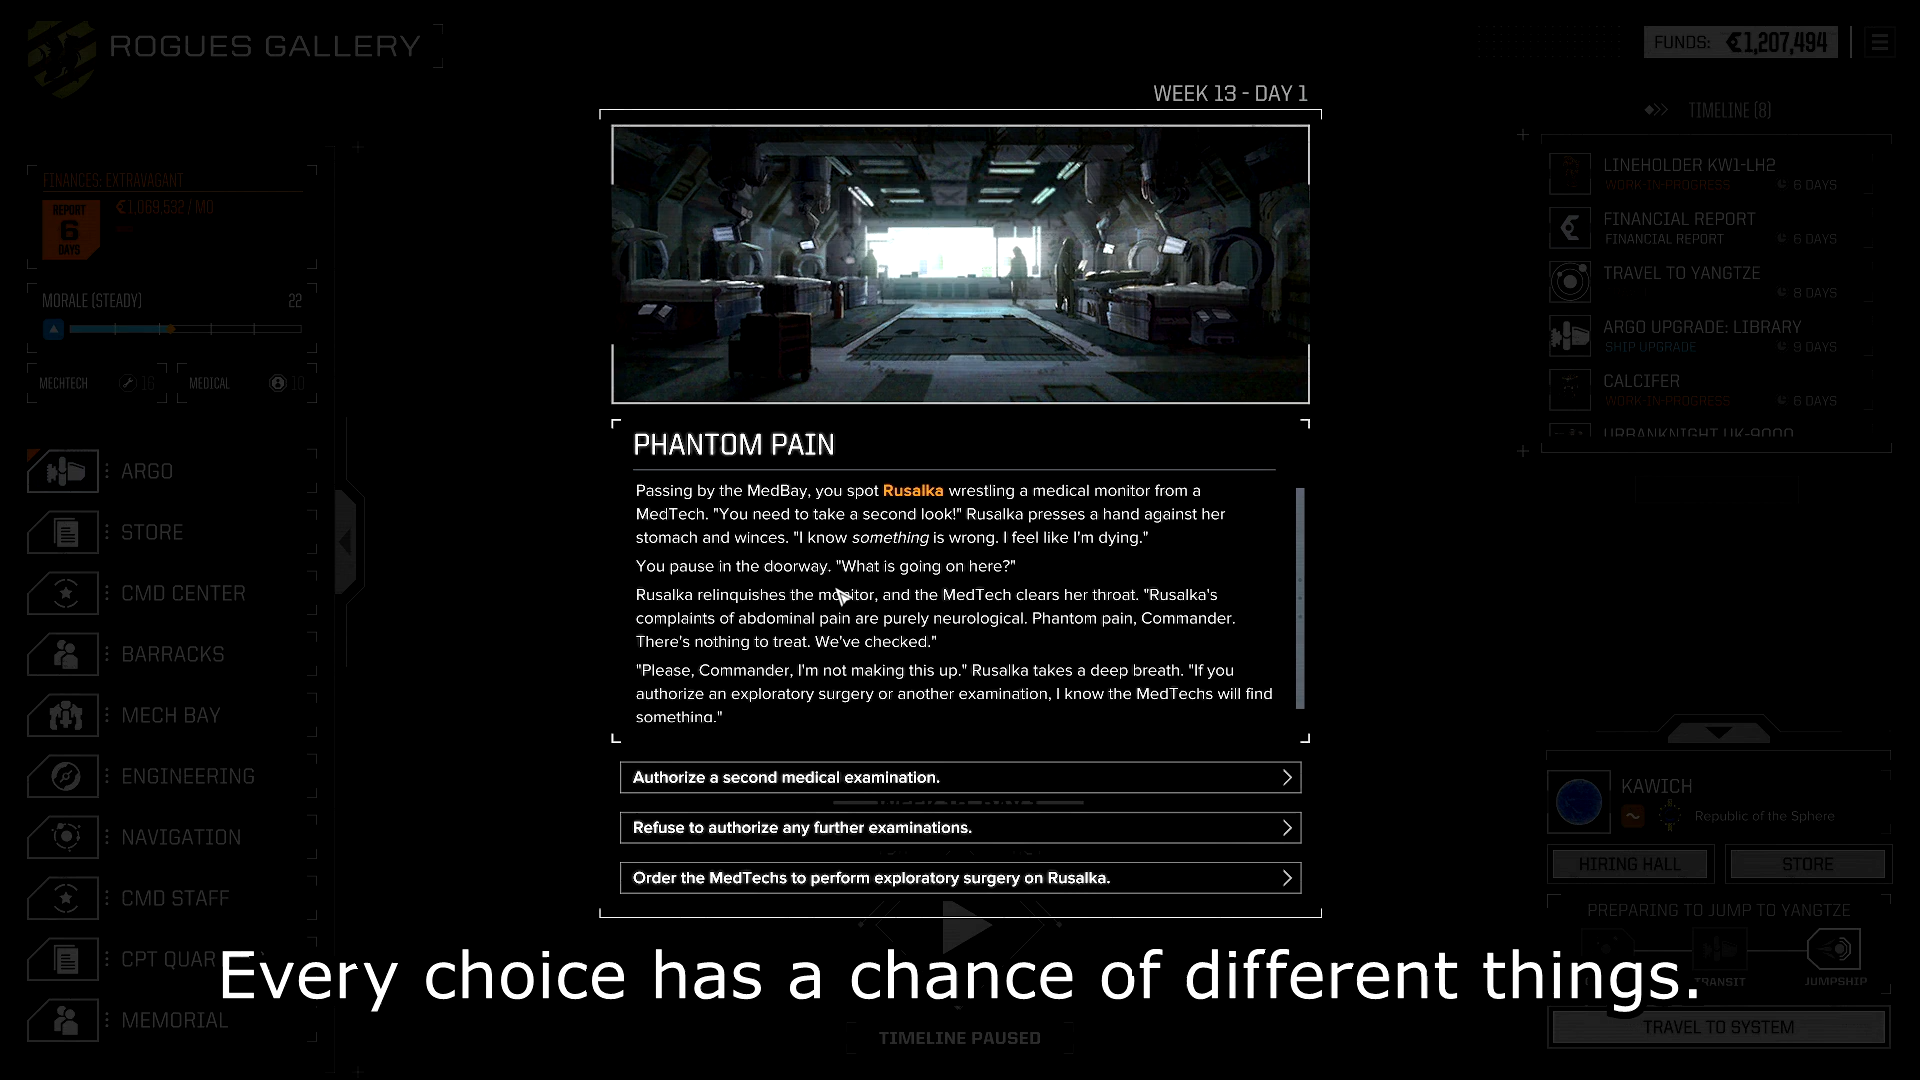 ROGUES GALLERY
FUNDS: €1,207,494
WEEK 13 - DAY 1
TIMELINE (8)
FINANCES: EXTRAVAGANT
REPORT
6
DAYS
€1,069,532 / MO
MORALE (STEADY) 22
MECHTECH 16
MEDICAL 10
ARGO
STORE
CMD CENTER
BARRACKS
MECH BAY
ENGINEERING
NAVIGATION
CMD STAFF
CPT QUAR
MEMORIAL
PHANTOM PAIN
Passing by the MedBay, you spot Rusalka wrestling a medical monitor from a
MedTech. "You need to take a second look!" Rusalka presses a hand against her
stomach and winces. "I know something is wrong. I feel like I'm dying."
You pause in the doorway. "What is going on here?"
Rusalka relinquishes the monitor, and the MedTech clears her throat. "Rusalka's
complaints of abdominal pain are purely neurological. Phantom pain, Commander.
There's nothing to treat. We've checked."
"Please, Commander, I'm not making this up." Rusalka takes a deep breath. "If you
authorize an exploratory surgery or another examination, I know the MedTechs will find
something."
Authorize a second medical examination.
Refuse to authorize any further examinations.
Order the MedTechs to perform exploratory surgery on Rusalka.
LINEHOLDER KW1-LH2
WORK-IN-PROGRESS 6 DAYS
FINANCIAL REPORT
FINANCIAL REPORT 6 DAYS
TRAVEL TO YANGTZE
8 DAYS
ARGO UPGRADE: LIBRARY
SHIP UPGRADE 9 DAYS
CALCIFER
WORK-IN-PROGRESS 6 DAYS
URBANKNIGHT UK-9000
KAWICH
Republic of the Sphere
HIRING HALL
STORE
PREPARING TO JUMP TO YANGTZE
TRANSIT
JUMPSHIP
TRAVEL TO SYSTEM
Every choice has a chance of different things.
TIMELINE PAUSED